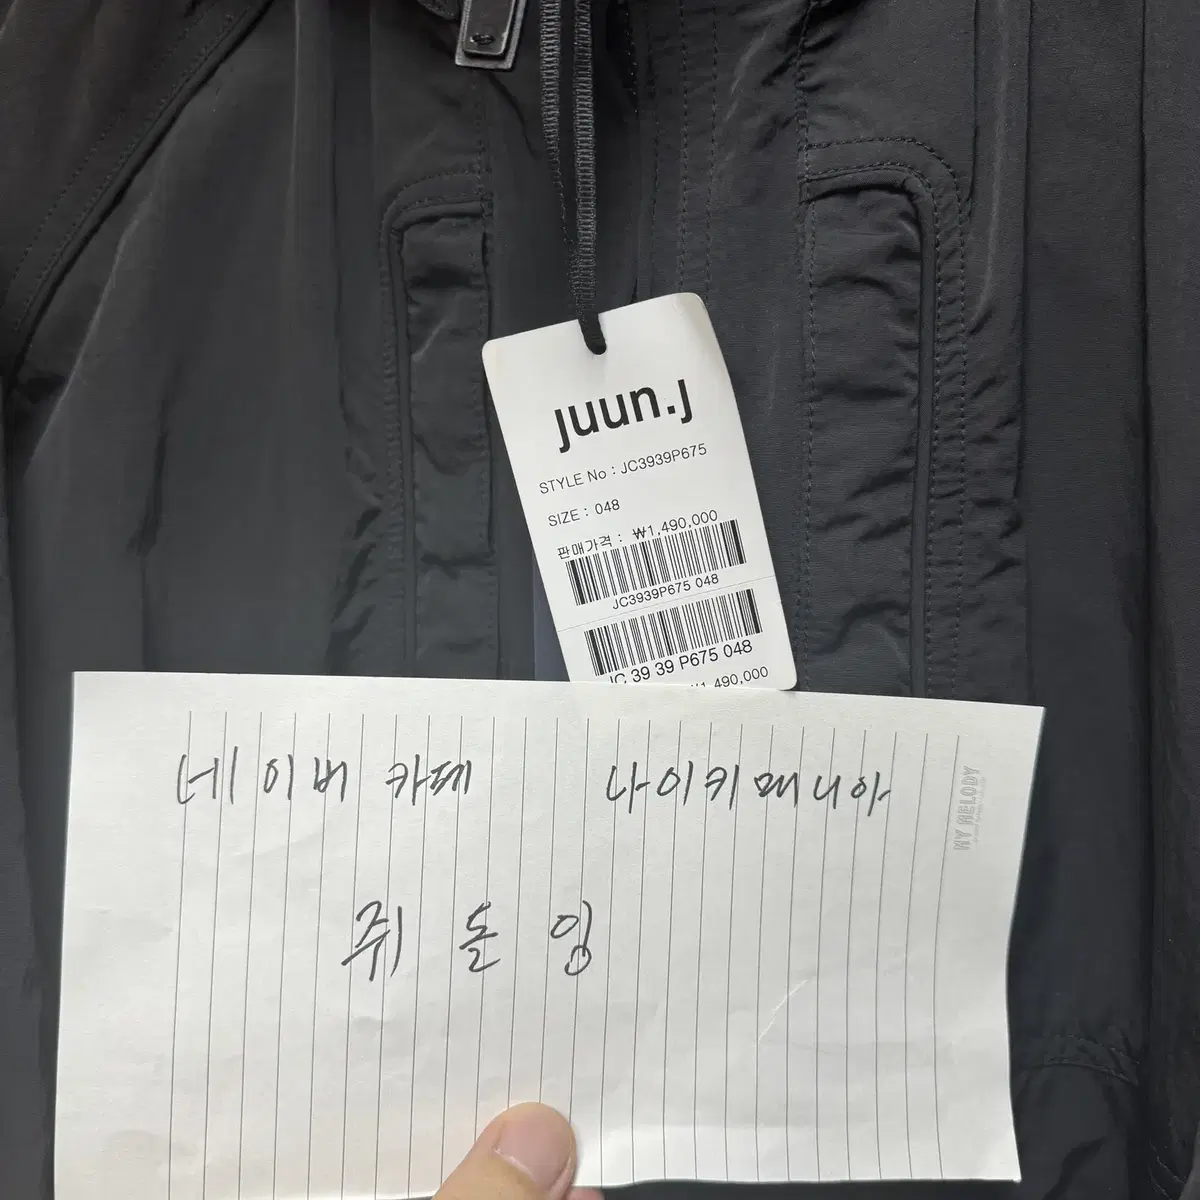 juun.j
STYLE No : JC3939P675
SIZE : 048
판매가격 : ₩1,490,000
JC3939P675 048
JC 39 39 P675 048
₩1,490,000
네이버 카페 나이키매니아
쥐돌잉
MY MELODY